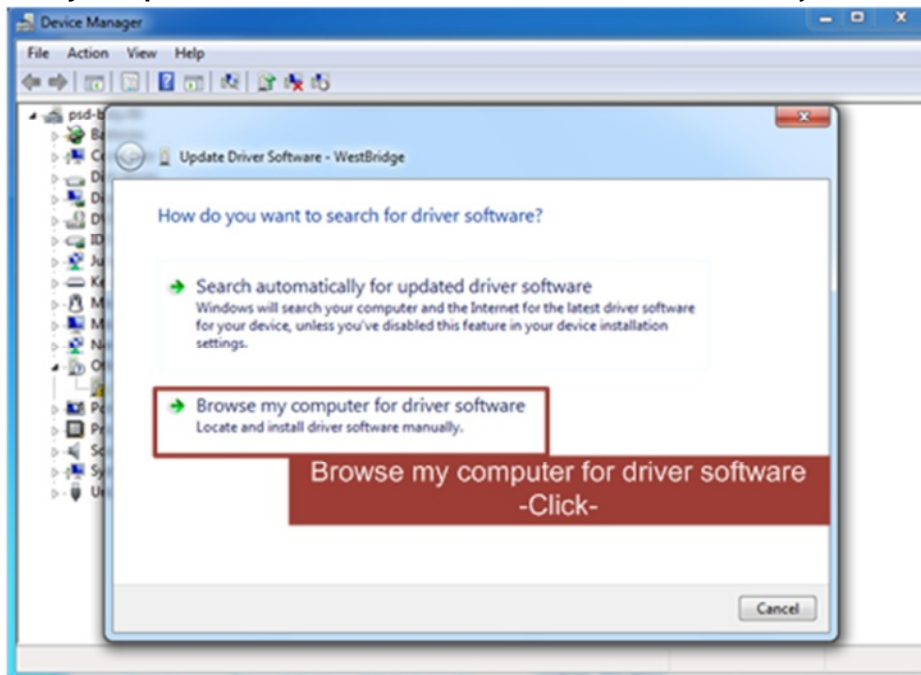 Device Manager
File Action View Help
Update Driver Software - WestBridge
How do you want to search for driver software?
Search automatically for updated driver software
Windows will search your computer and the Internet for the latest driver software
for your device, unless you've disabled this feature in your device installation
settings.
Browse my computer for driver software
Locate and install driver software manually.
Browse my computer for driver software
-Click-
Cancel